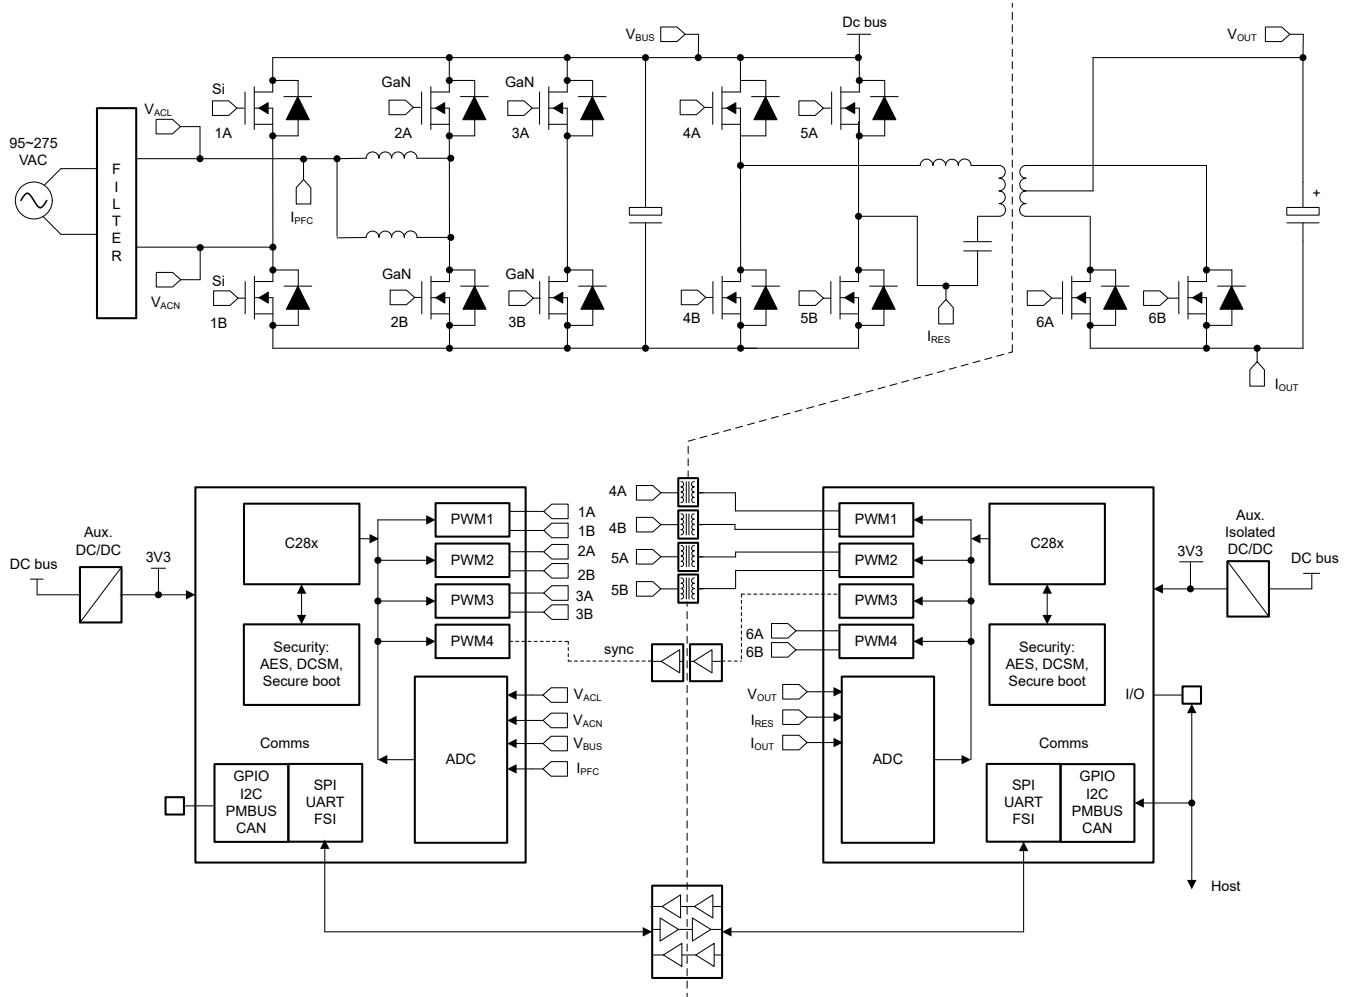 Dc bus
VBUS
VOUT
Si
GaN
GaN
VACL
1A
2A
3A
4A
5A
95~275
VAC
FILTER
IPFC
VACN
Si
GaN
GaN
1B
2B
3B
4B
5B
6A
6B
+
IRES
IOUT
4A
4B
5A
5B
sync
DC bus
Aux.
DC/DC
3V3
C28x
PWM1
PWM2
PWM3
PWM4
1A
1B
2A
2B
3A
3B
Security:
AES, DCSM,
Secure boot
VACL
VACN
VBUS
IPFC
ADC
Comms
GPIO
I2C
PMBUS
CAN
SPI
UART
FSI
PWM1
PWM2
PWM3
PWM4
6A
6B
C28x
Security:
AES, DCSM,
Secure boot
VOUT
IRES
IOUT
ADC
Comms
SPI
UART
FSI
GPIO
I2C
PMBUS
CAN
3V3
Aux.
Isolated
DC/DC
DC bus
I/O
Host